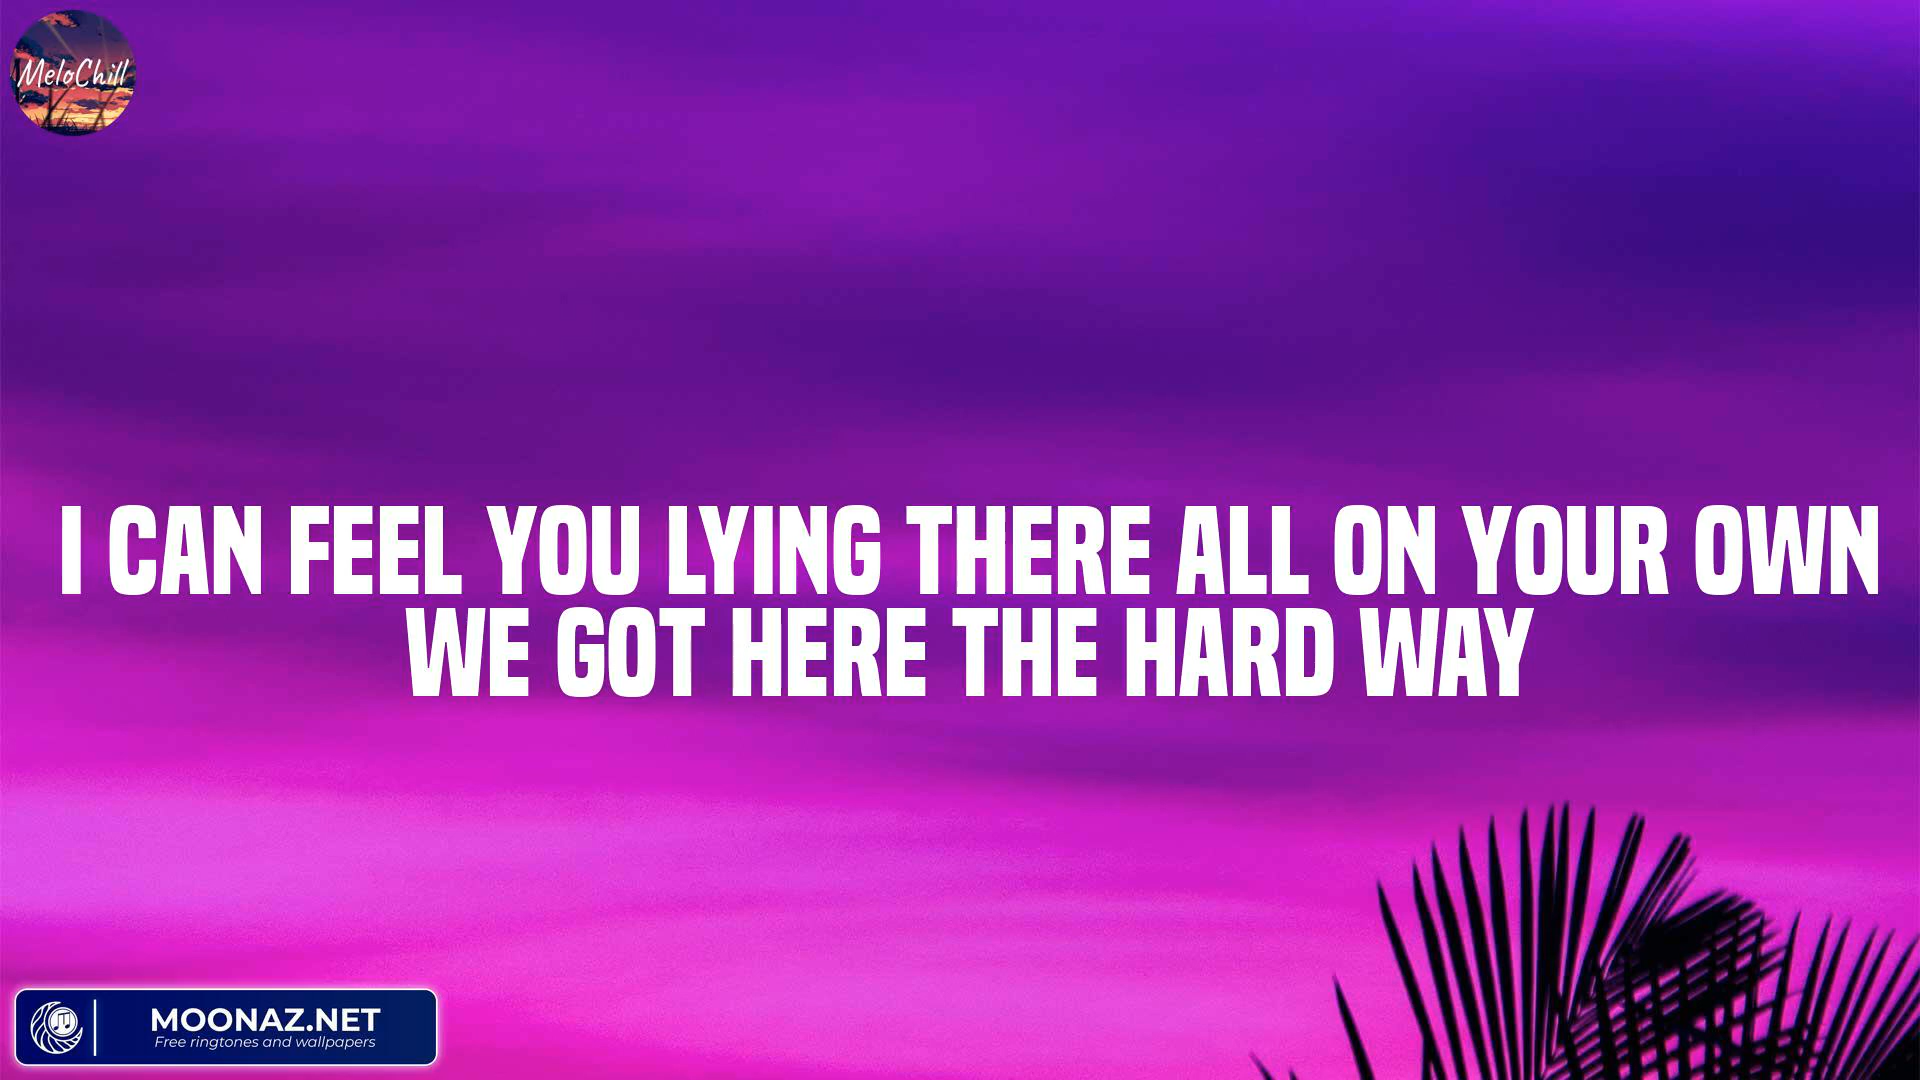 MeloChill
I CAN FEEL YOU LYING THERE ALL ON YOUR OWN
WE GOT HERE THE HARD WAY
MOONAZ.NET
Free ringtones and wallpapers